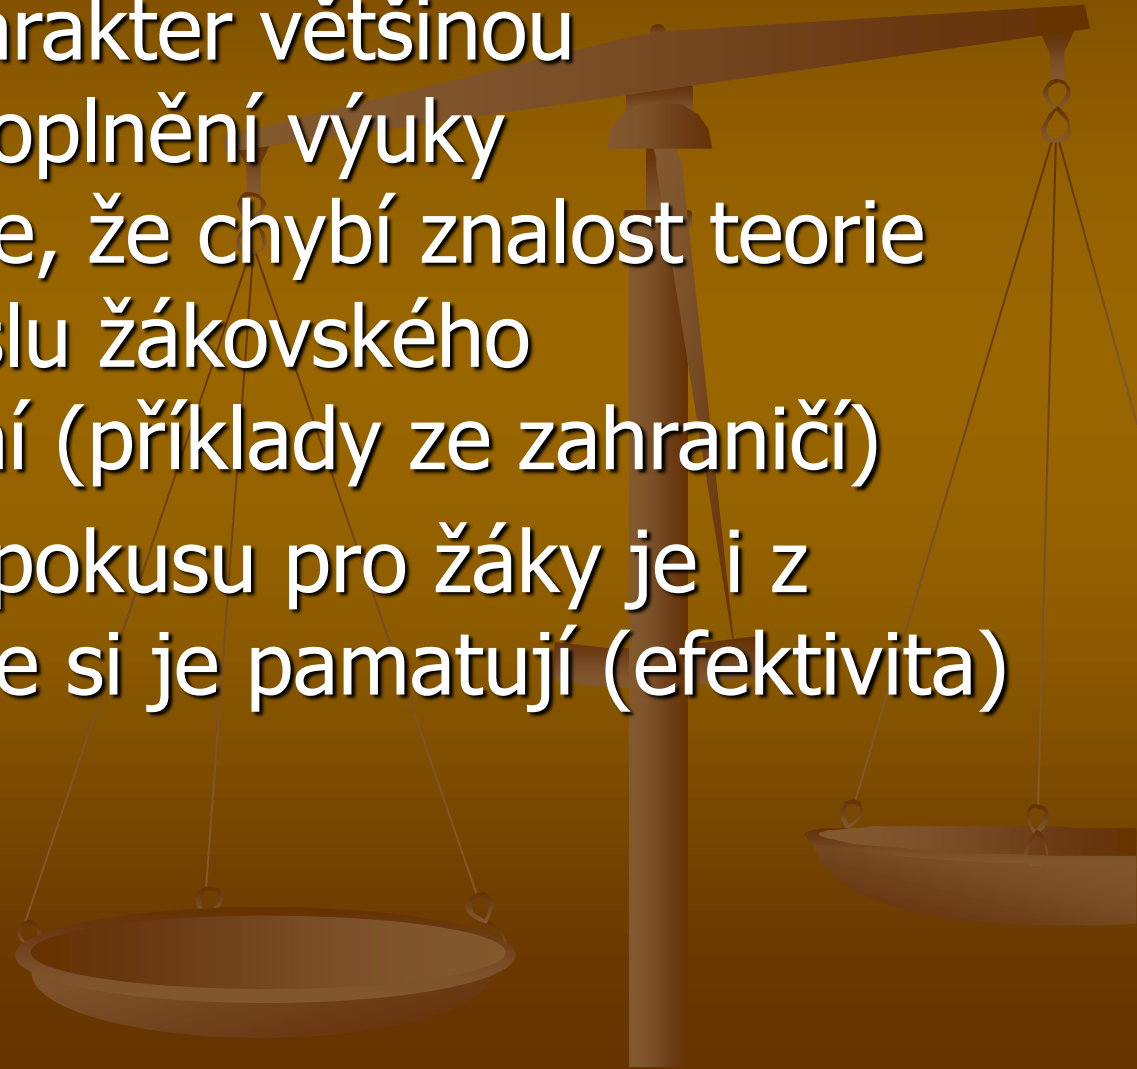 arakter většinou
oplnění výuky
e, že chybí znalost teorie
slu žákovského
ní (příklady ze zahraničí)
pokusu pro žáky je i z
e si je pamatují (efektivita)